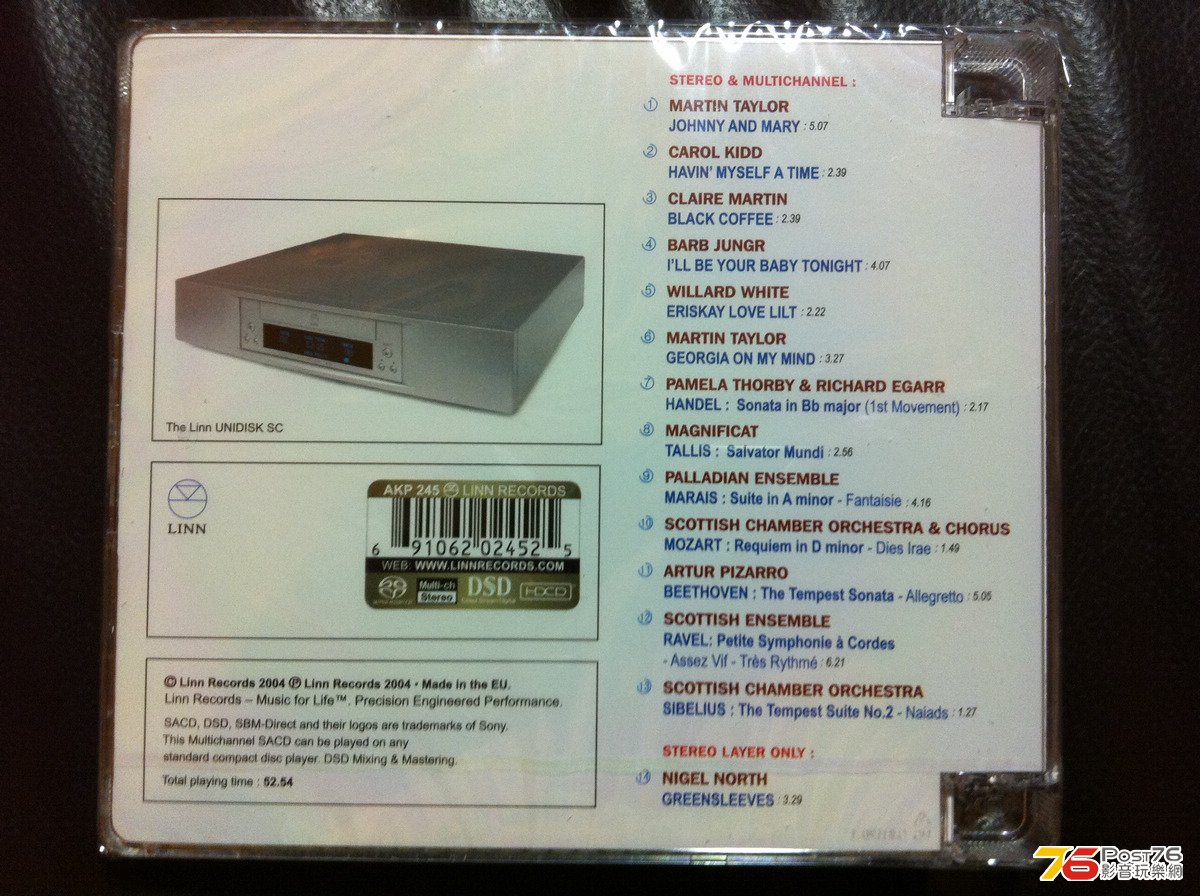 STEREO & MULTICHANNEL :
1 MARTIN TAYLOR
JOHNNY AND MARY : 5.07
2 CAROL KIDD
HAVIN' MYSELF A TIME : 2.39
3 CLAIRE MARTIN
BLACK COFFEE : 2.39
4 BARB JUNGR
I'LL BE YOUR BABY TONIGHT : 4.07
5 WILLARD WHITE
ERISKAY LOVE LILT : 2.22
6 MARTIN TAYLOR
GEORGIA ON MY MIND : 3.27
7 PAMELA THORBY & RICHARD EGARR
HANDEL : Sonata in Bb major (1st Movement) : 2.17
8 MAGNIFICAT
TALLIS : Salvator Mundi : 2.56
9 PALLADIAN ENSEMBLE
MARAIS : Suite in A minor - Fantaisie : 4.16
10 SCOTTISH CHAMBER ORCHESTRA & CHORUS
MOZART : Requiem in D minor - Dies Irae : 1.49
11 ARTUR PIZARRO
BEETHOVEN : The Tempest Sonata - Allegretto : 5.05
12 SCOTTISH ENSEMBLE
RAVEL: Petite Symphonie à Cordes
- Assez Vif - Très Rythmé : 6.21
13 SCOTTISH CHAMBER ORCHESTRA
SIBELIUS : The Tempest Suite No.2 - Naiads : 1.27
STEREO LAYER ONLY :
14 NIGEL NORTH
GREENSLEEVES : 3.29
The Linn UNIDISK SC
LINN
AKP 245 LINN RECORDS
6 91062 02452 5
WEB: WWW.LINNRECORDS.COM
Multi-ch
Stereo
DSD
HDCD
© Linn Records 2004 ℗ Linn Records 2004 · Made in the EU.
Linn Records – Music for Life™. Precision Engineered Performance.
SACD, DSD, SBM-Direct and their logos are trademarks of Sony.
This Multichannel SACD can be played on any
standard compact disc player. DSD Mixing & Mastering.
Total playing time : 52.54
76 Post76
影音玩樂網